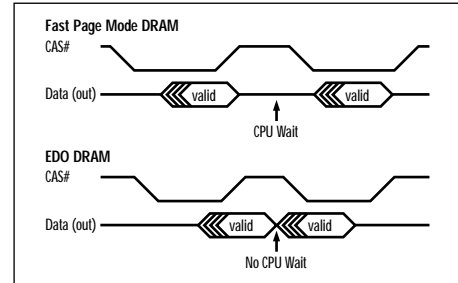 Fast Page Mode DRAM
CAS#
Data (out)
valid
valid
CPU Wait
EDO DRAM
CAS#
Data (out)
valid
valid
No CPU Wait